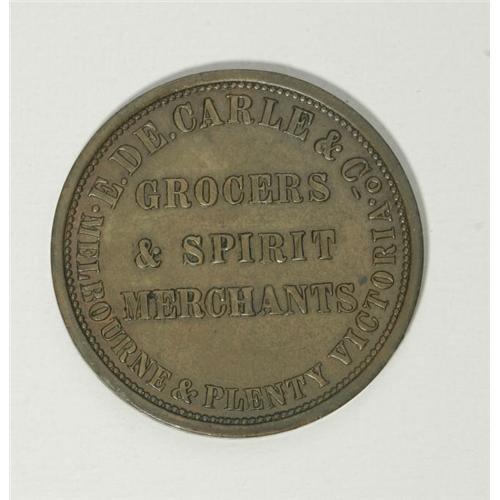 E. DE. CARLE & Co.
GROCERS
& SPIRIT
MERCHANTS.
MELBOURNE & PLENTY VICTORIA.